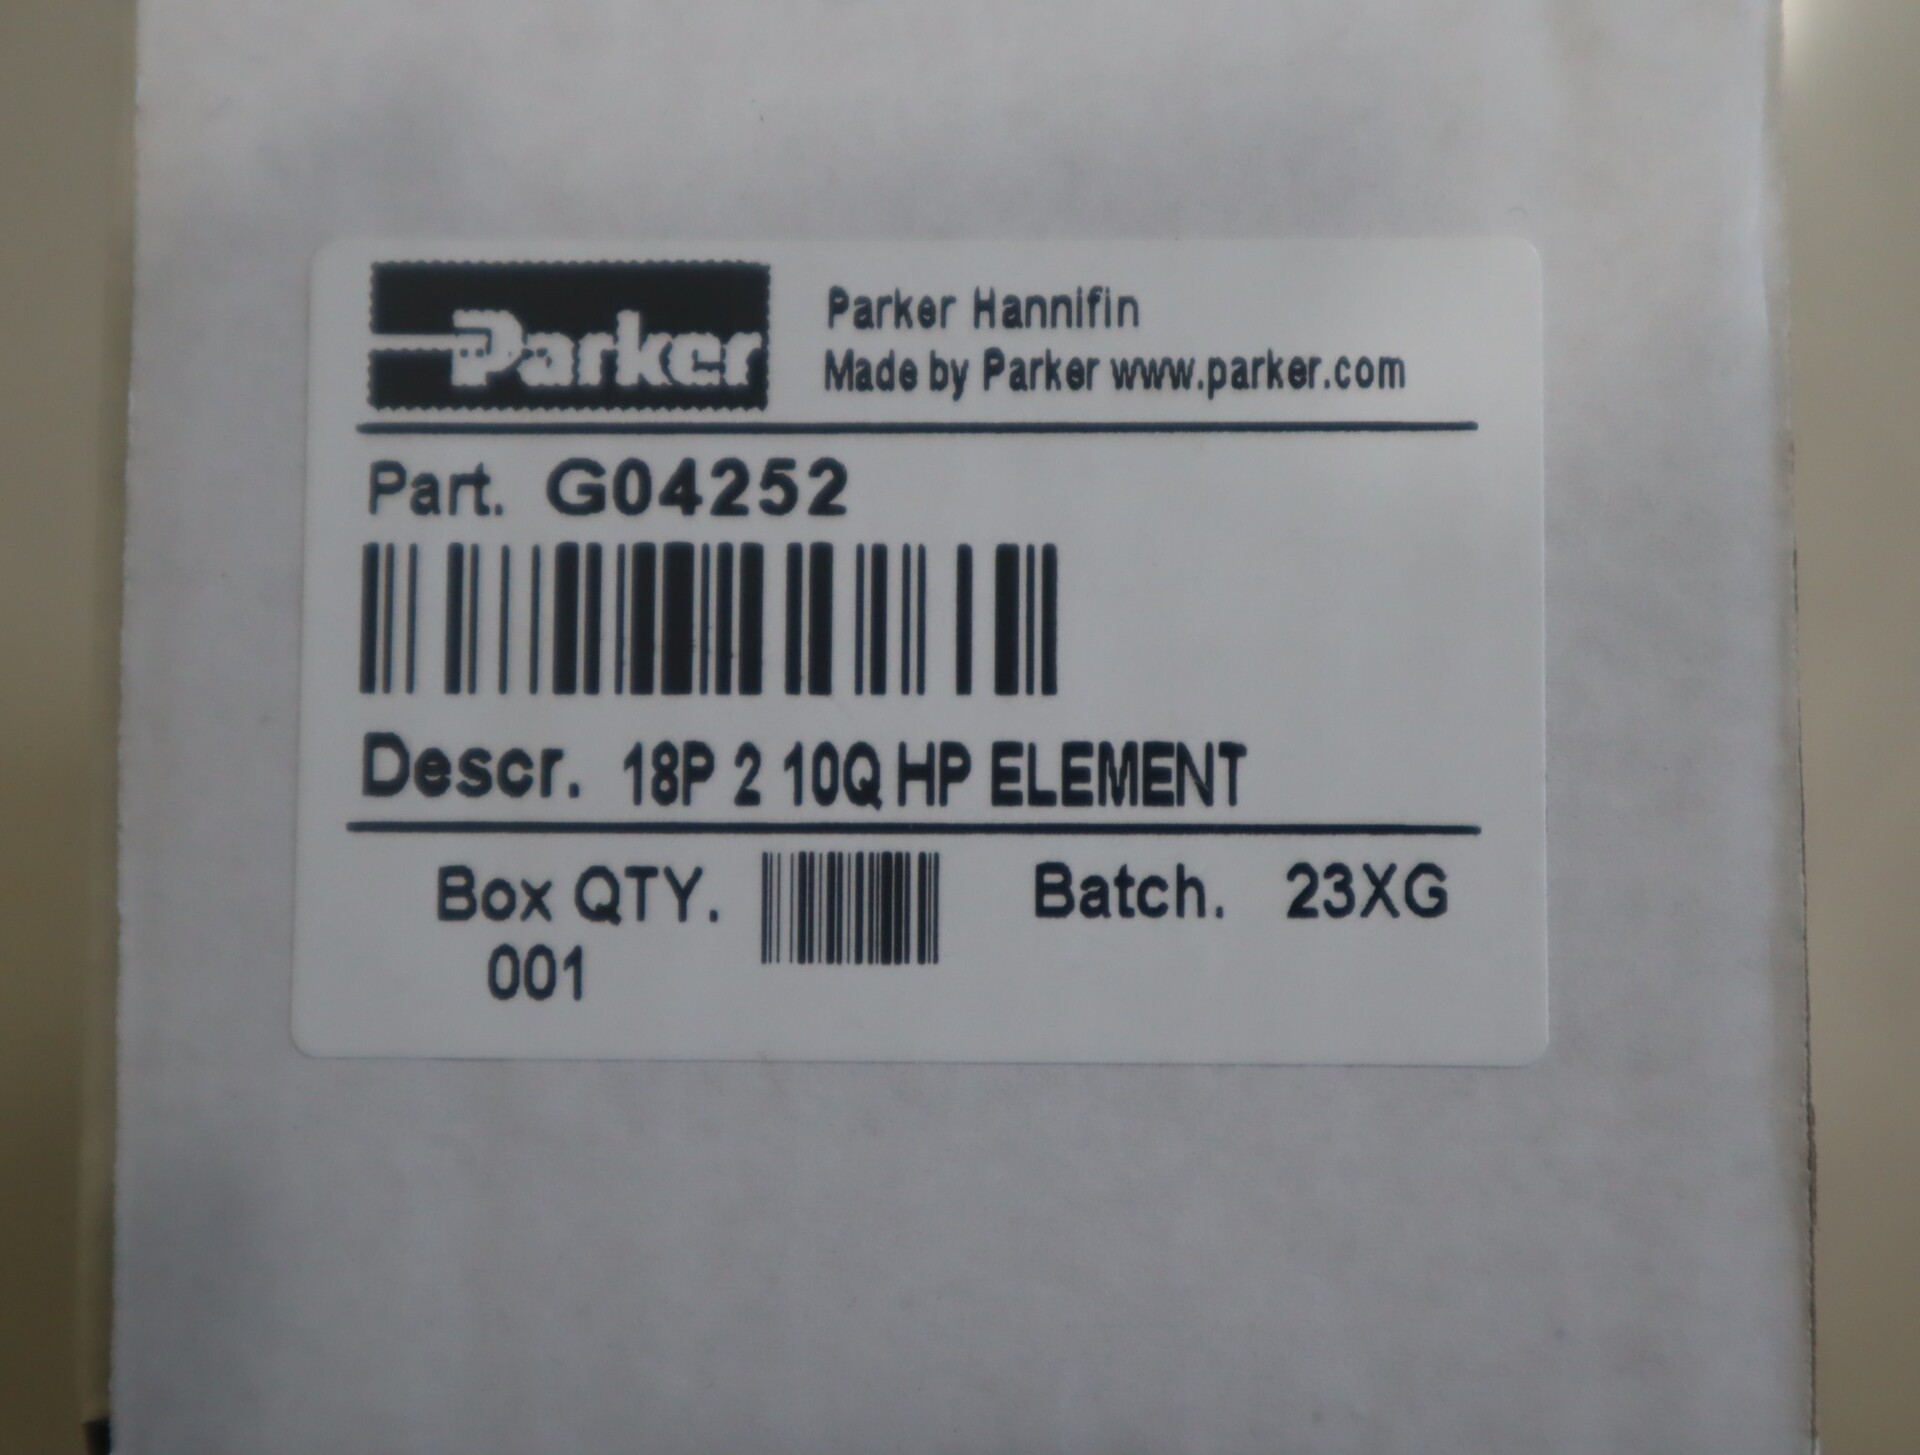 Parker
Parker Hannifin
Made by Parker www.parker.com
Part. G04252
Descr. 18P 2 10Q HP ELEMENT
Box QTY. Batch. 23XG
001